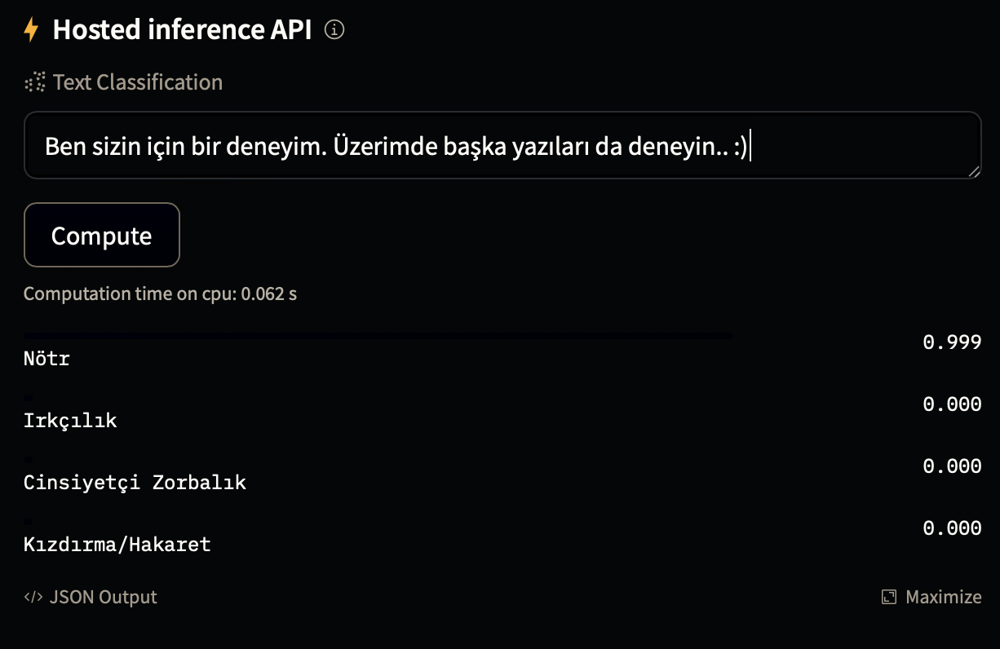 Hosted inference API
Text Classification
Ben sizin için bir deneyim. Üzerimde başka yazıları da deneyin.. :)
Compute
Computation time on cpu: 0.062 s
0.999
Nötr
0.000
Irkçılık
0.000
Cinsiyetçi Zorbalık
0.000
Kızdırma/Hakaret
</> JSON Output Maximize